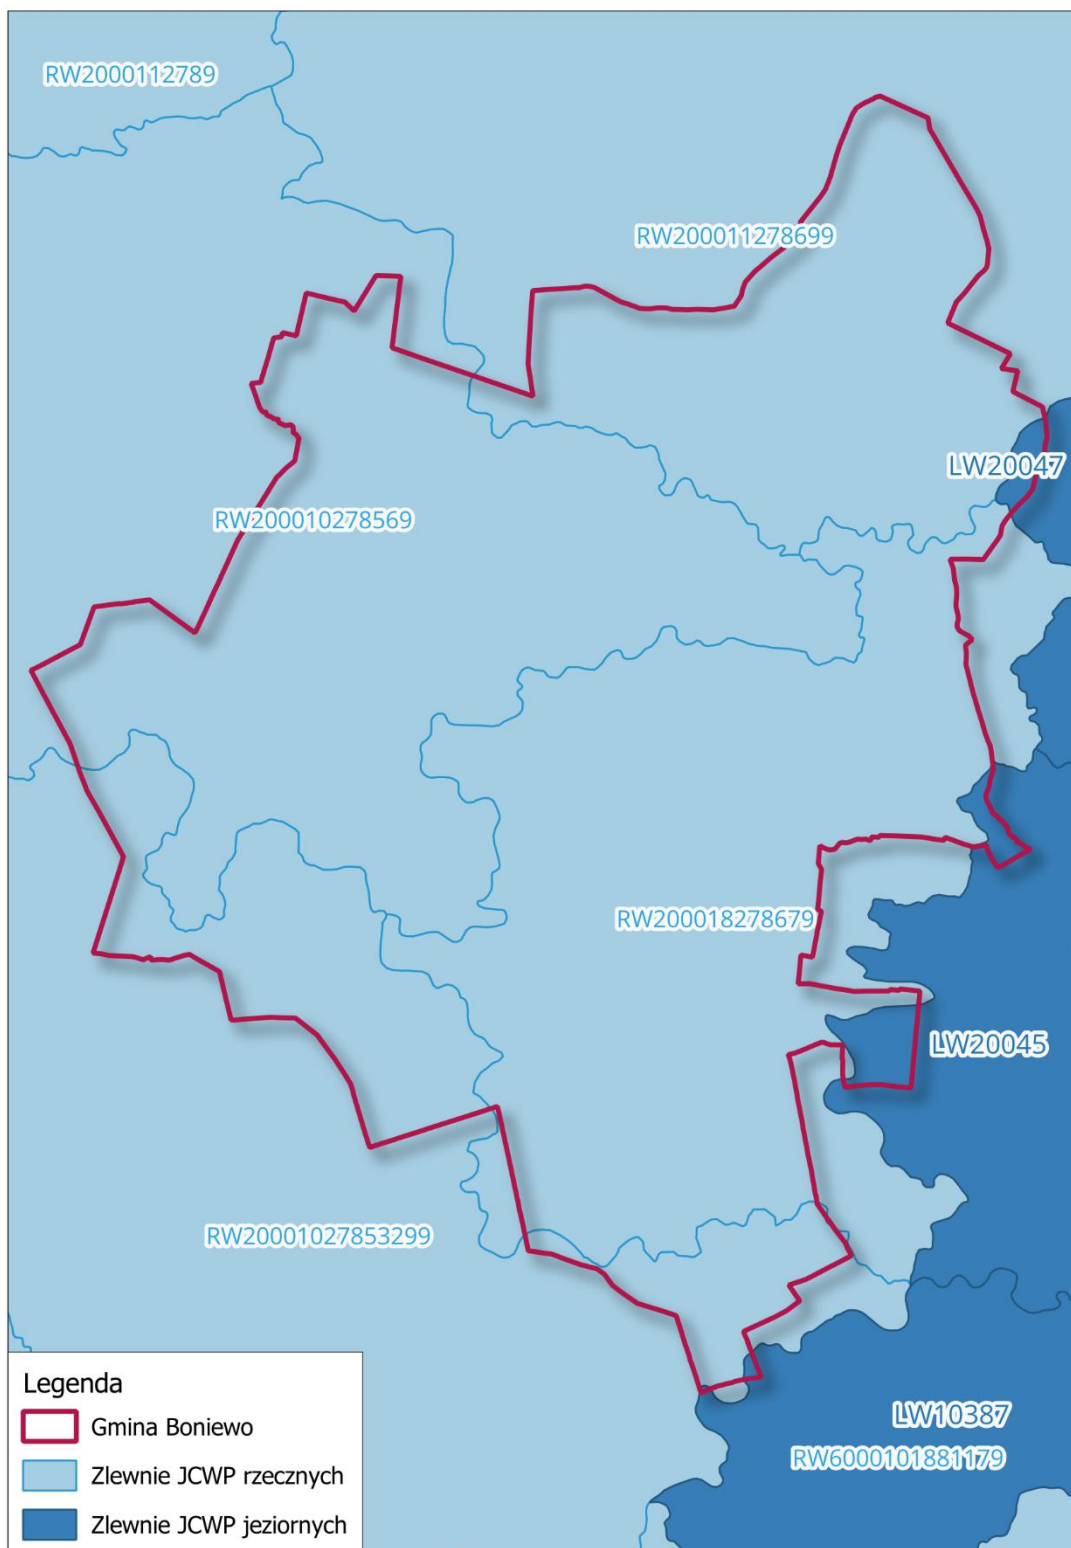 RW2000112789
RW200011278699
LW20047
RW200010278569
RW200018278679
LW20045
RW20001027853299
LW10387
RW6000101881179
Legenda
Gmina Boniewo
Zlewnie JCWP rzecznych
Zlewnie JCWP jeziornych